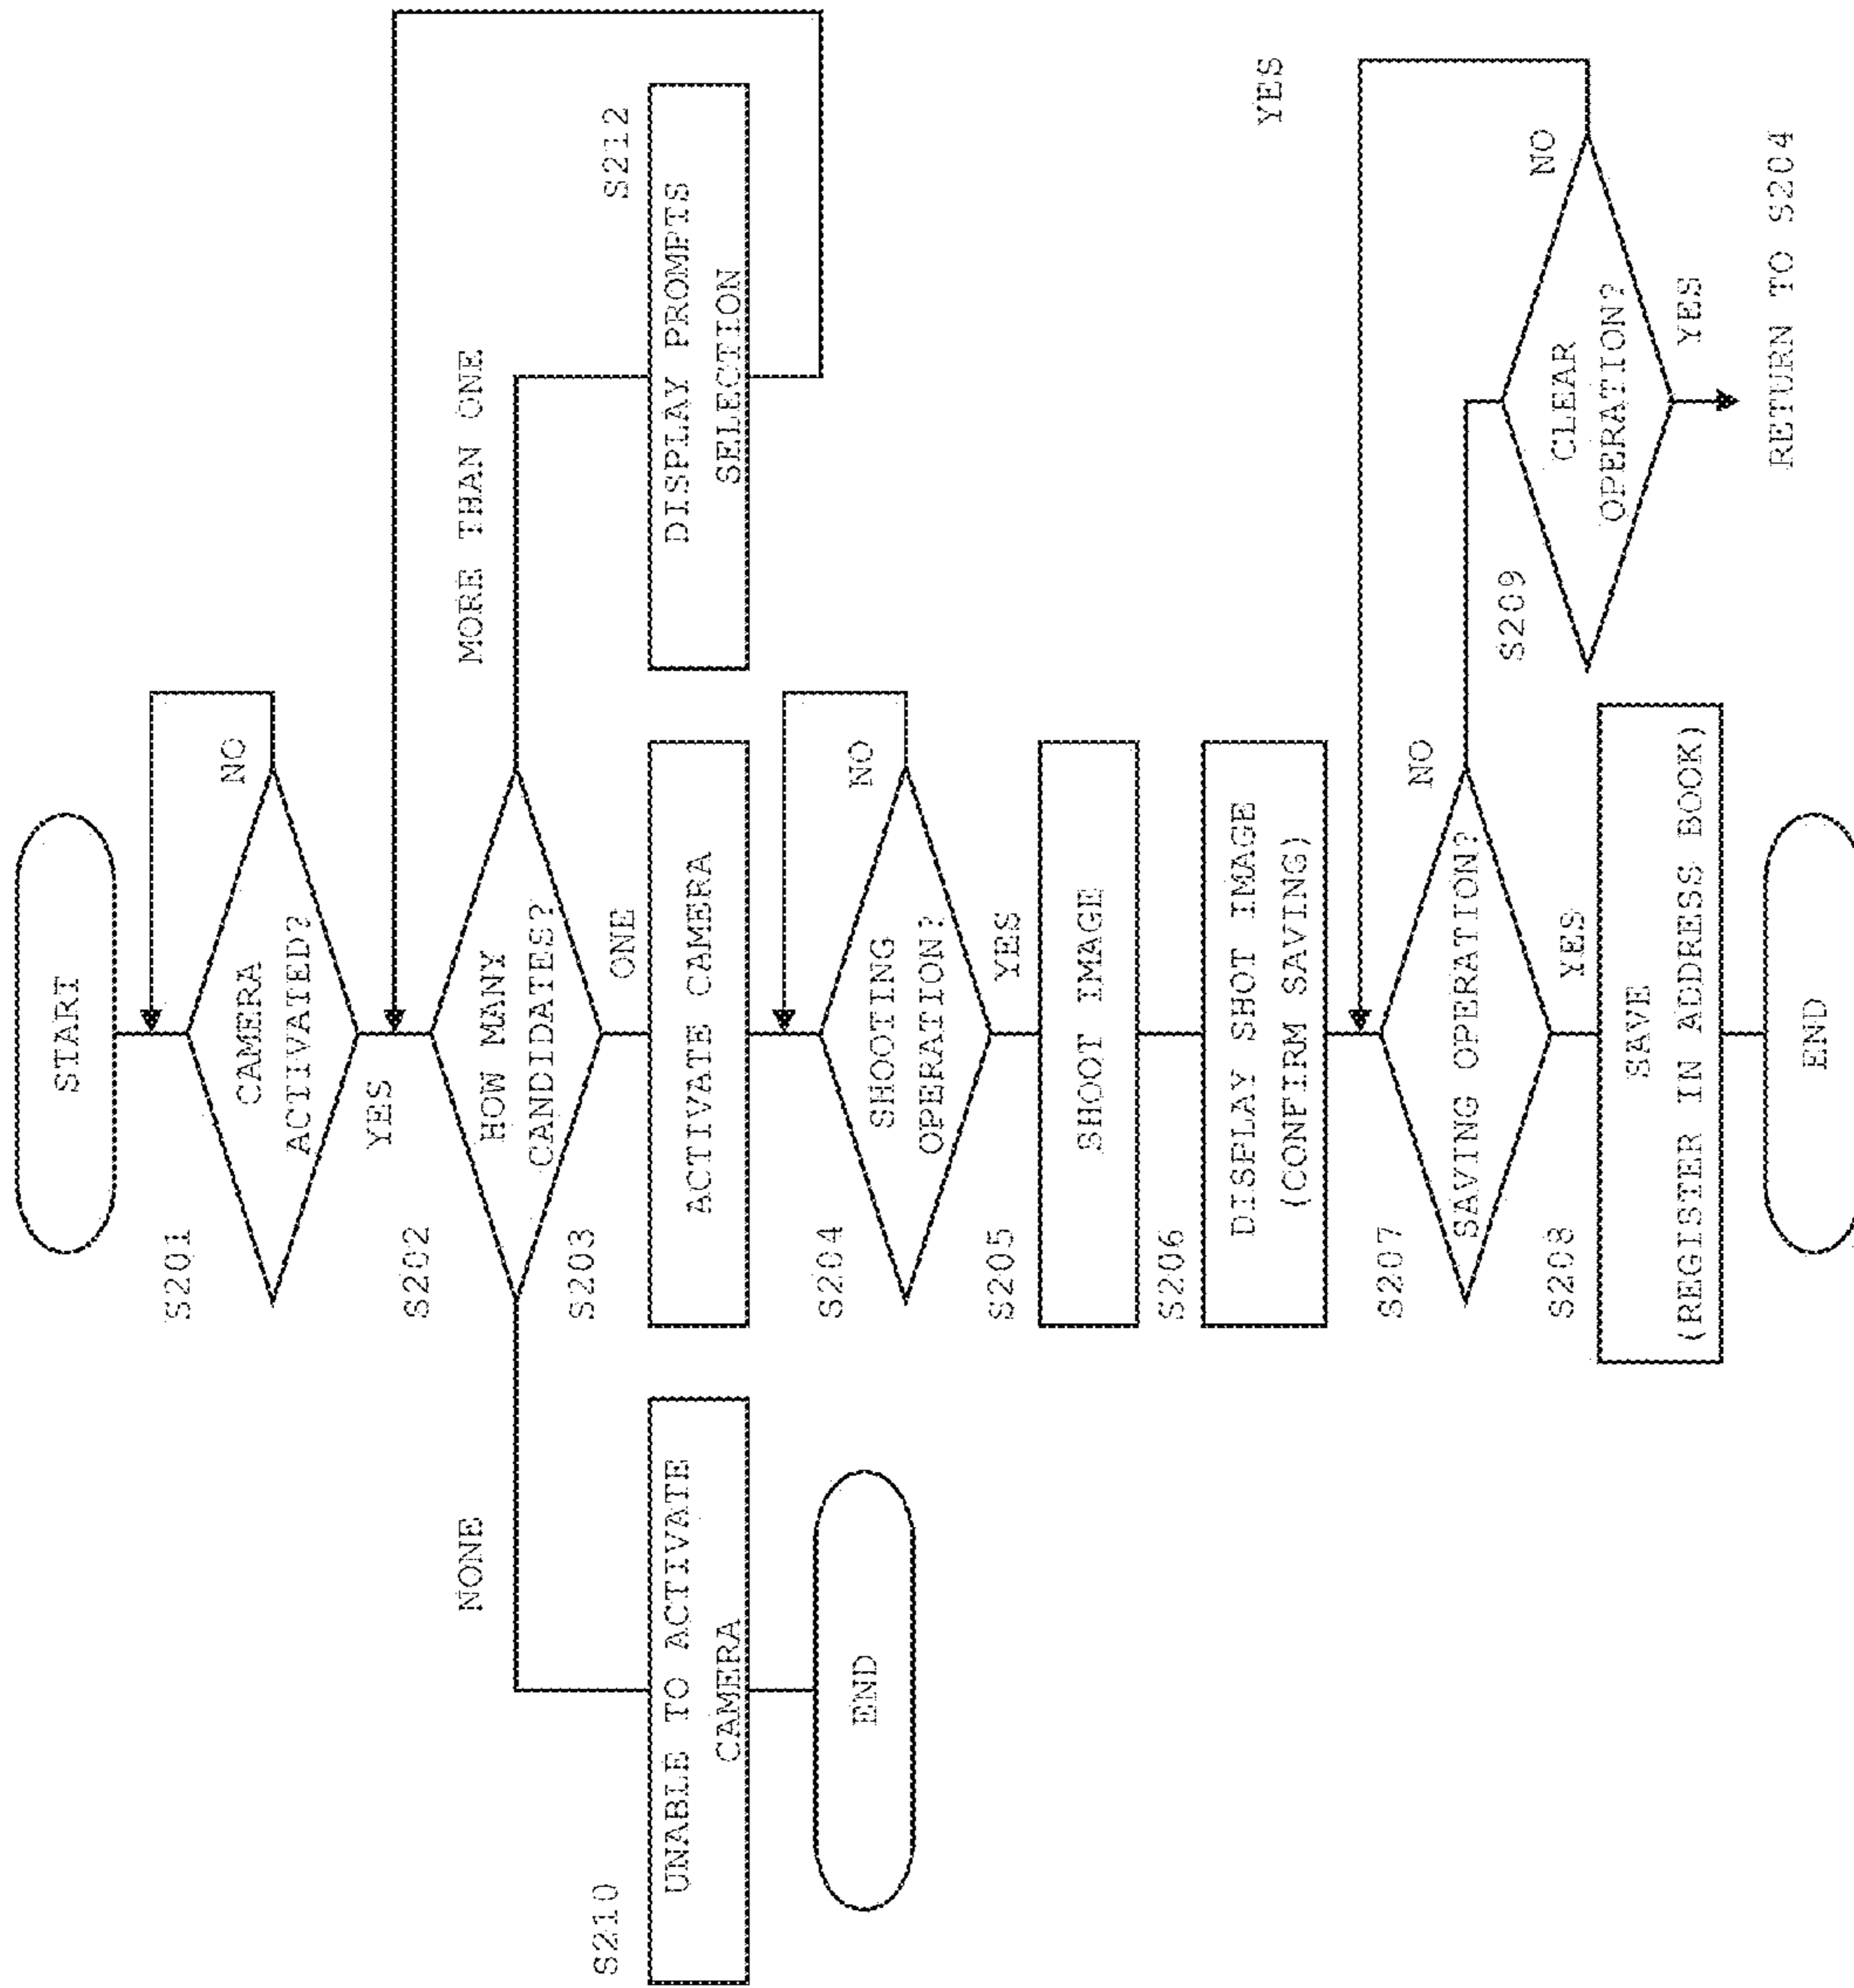 START
S201
CAMERA
ACTIVATED?
NO
YES
S202
HOW MANY
CANDIDATES?
NONE
MORE THAN ONE
ONE
S210
UNABLE TO ACTIVATE
CAMERA
END
S203
ACTIVATE CAMERA
S212
DISPLAY PROMPTS
SELECTION
S204
SHOOTING
OPERATION?
NO
YES
S205
SHOOT IMAGE
S206
DISPLAY SHOT IMAGE
(CONFIRM SAVING)
YES
S207
SAVING OPERATION?
NO
YES
S209
CLEAR
OPERATION?
NO
YES
RETURN TO S204
S208
SAVE
(REGISTER IN ADDRESS BOOK)
END